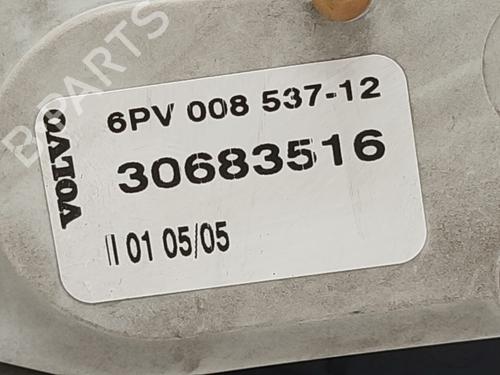 B-PARTS
VOLVO
6PV 008 537-12
30683516
II 01 05/05